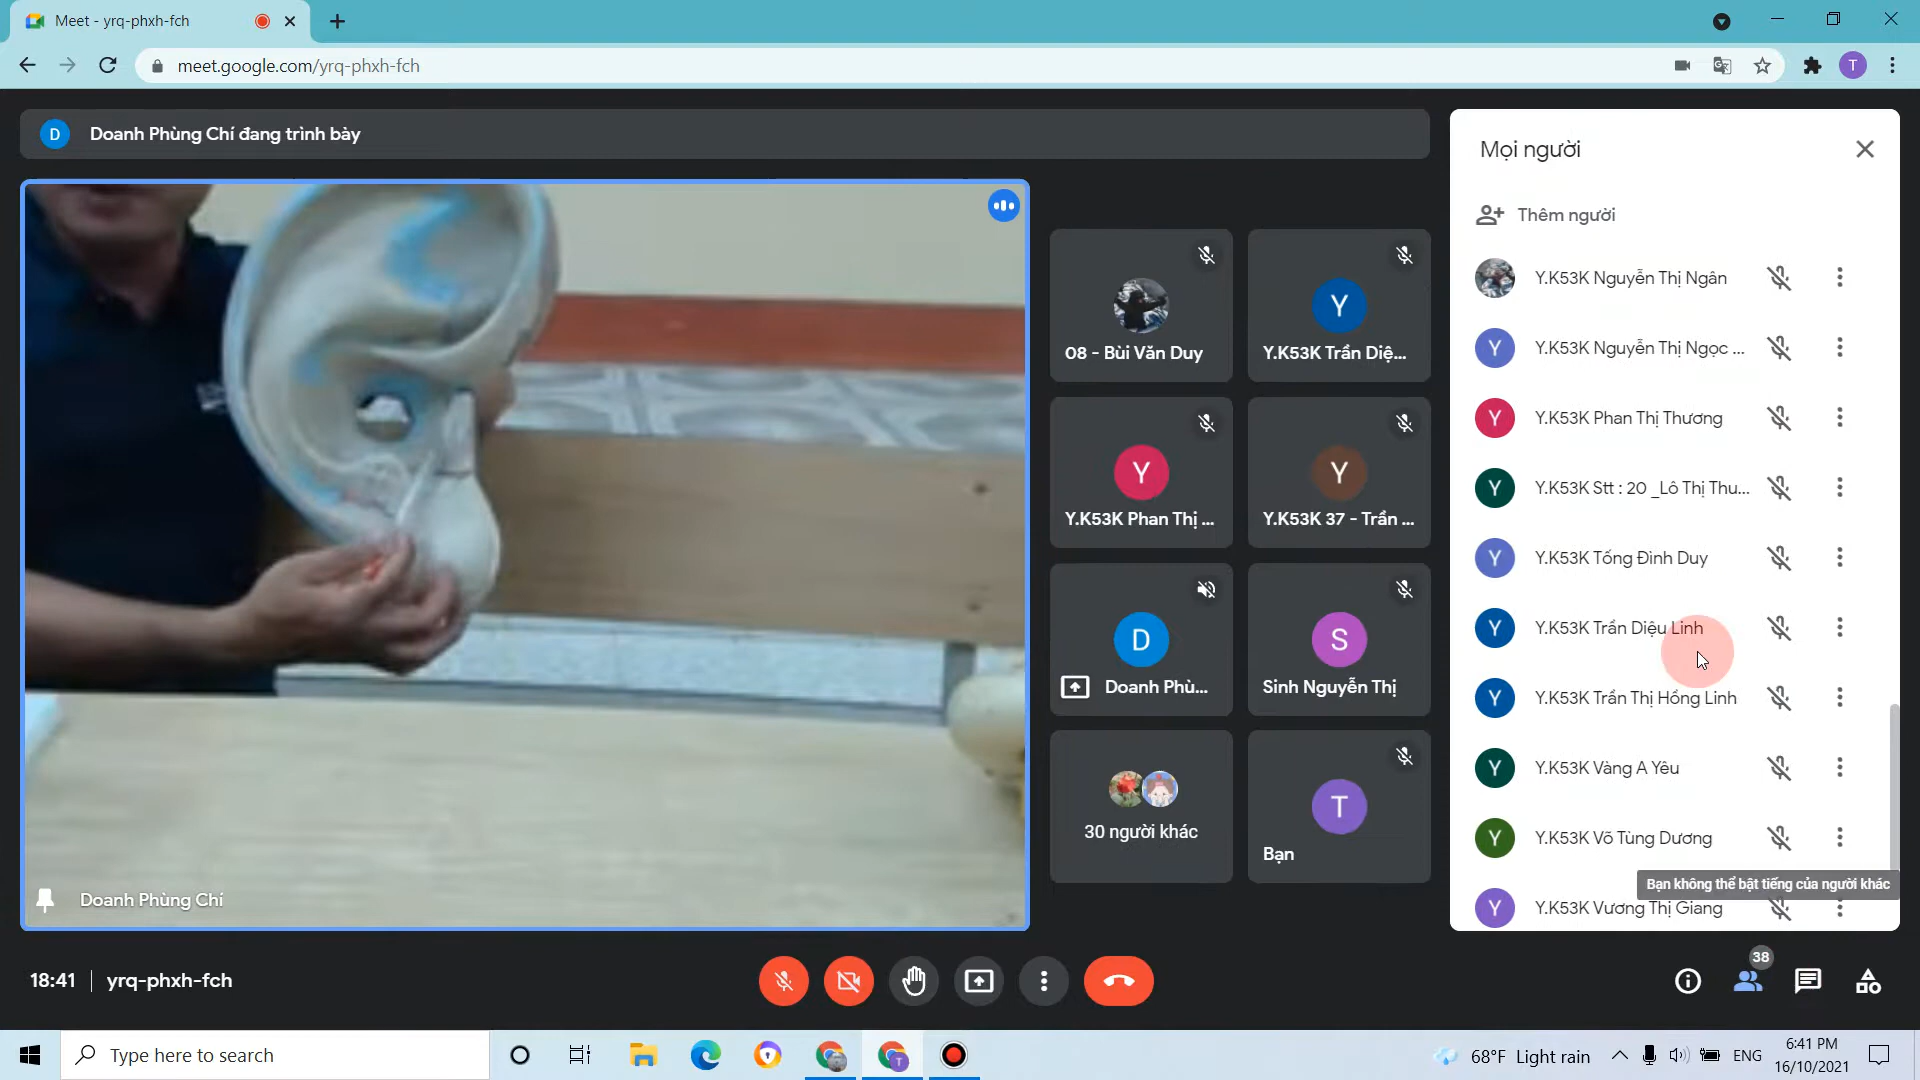 Meet - yrq-phxh-fch
meet.google.com/yrq-phxh-fch
T
D
Doanh Phùng Chí đang trình bày
Doanh Phùng Chí
08 - Bùi Văn Duy
Y
Y.K53K Trần Diệ...
Y
Y.K53K Phan Thị ...
Y
Y.K53K 37 - Trần ...
D
Doanh Phù...
S
Sinh Nguyễn Thị
30 người khác
T
Bạn
Mọi người
Thêm người
Y.K53K Nguyễn Thị Ngân
Y
Y.K53K Nguyễn Thị Ngọc ...
Y
Y.K53K Phan Thị Thương
Y
Y.K53K Stt : 20 _Lô Thị Thu...
Y
Y.K53K Tống Đình Duy
Y
Y.K53K Trần Diệu Linh
Y
Y.K53K Trần Thị Hồng Linh
Y
Y.K53K Vàng A Yêu
Y
Y.K53K Võ Tùng Dương
Bạn không thể bật tiếng của người khác
Y
Y.K53K Vương Thị Giang
18:41 | yrq-phxh-fch
38
Type here to search
T
68°F Light rain
ENG
6:41 PM
16/10/2021